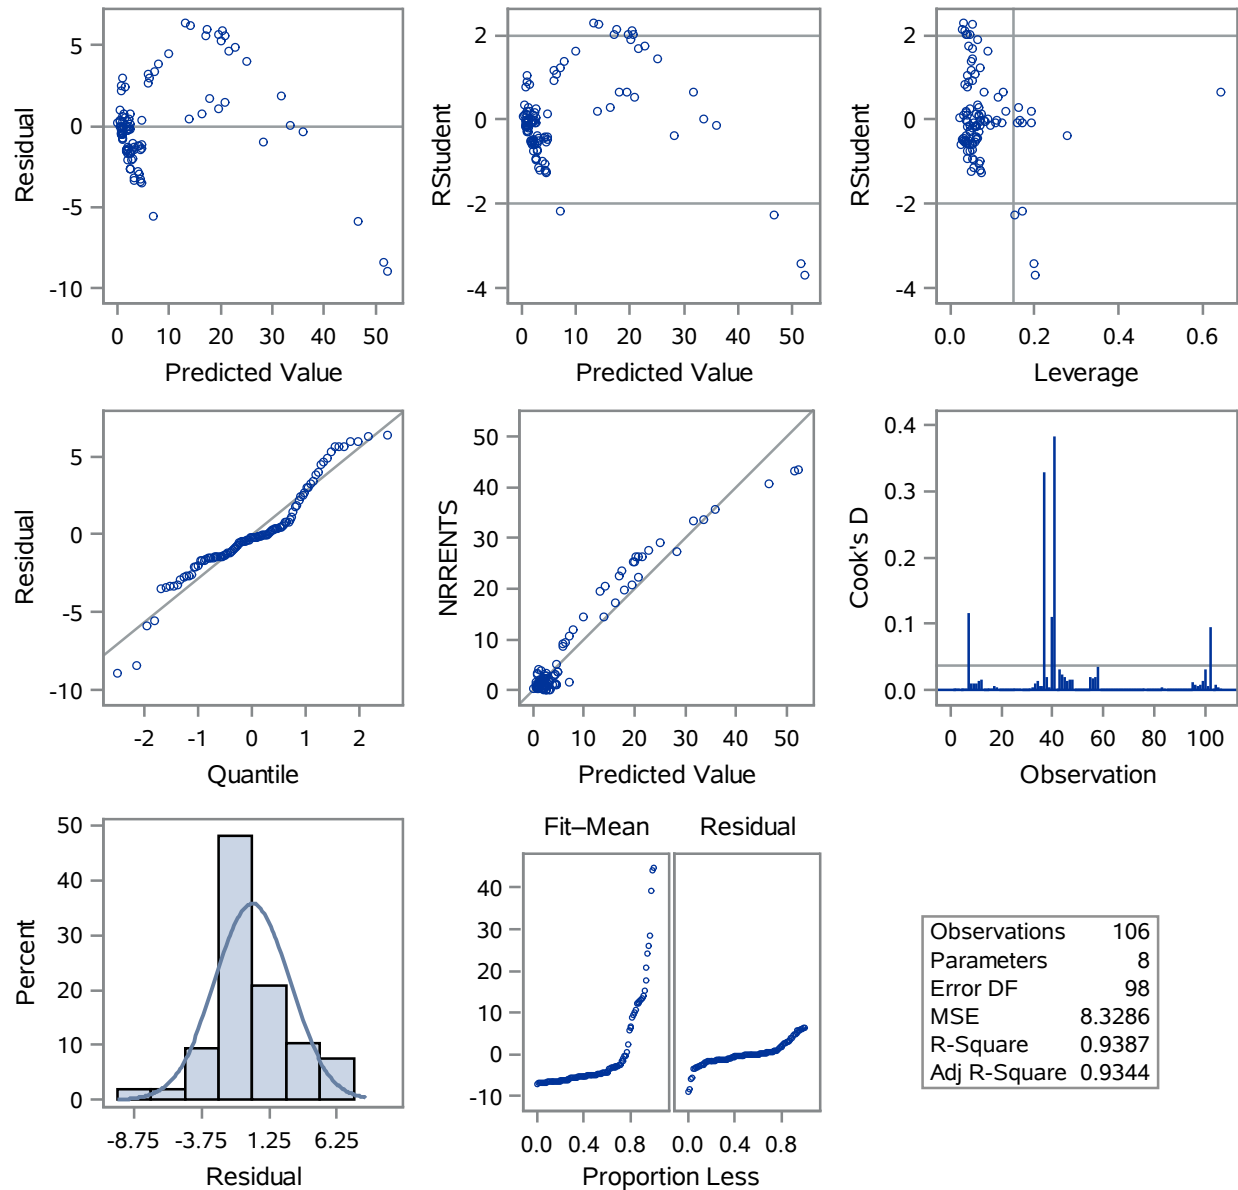 5
0
-5
-10
Residual
0 10 20 30 40 50
Predicted Value
2
0
-2
-4
RStudent
0 10 20 30 40 50
Predicted Value
2
0
-2
-4
RStudent
0.0 0.2 0.4 0.6
Leverage
5
0
-5
-10
Residual
-2 -1 0 1 2
Quantile
50
40
30
20
10
0
NRRENTS
0 10 20 30 40 50
Predicted Value
0.4
0.3
0.2
0.1
0.0
Cook's D
0 20 40 60 80 100
Observation
50
40
30
20
10
0
Percent
-8.75 -3.75 1.25 6.25
Residual
Fit–Mean Residual
40
30
20
10
0
-10
0.0 0.4 0.8 0.0 0.4 0.8
Proportion Less
Observations 106
Parameters 8
Error DF 98
MSE 8.3286
R-Square 0.9387
Adj R-Square 0.9344